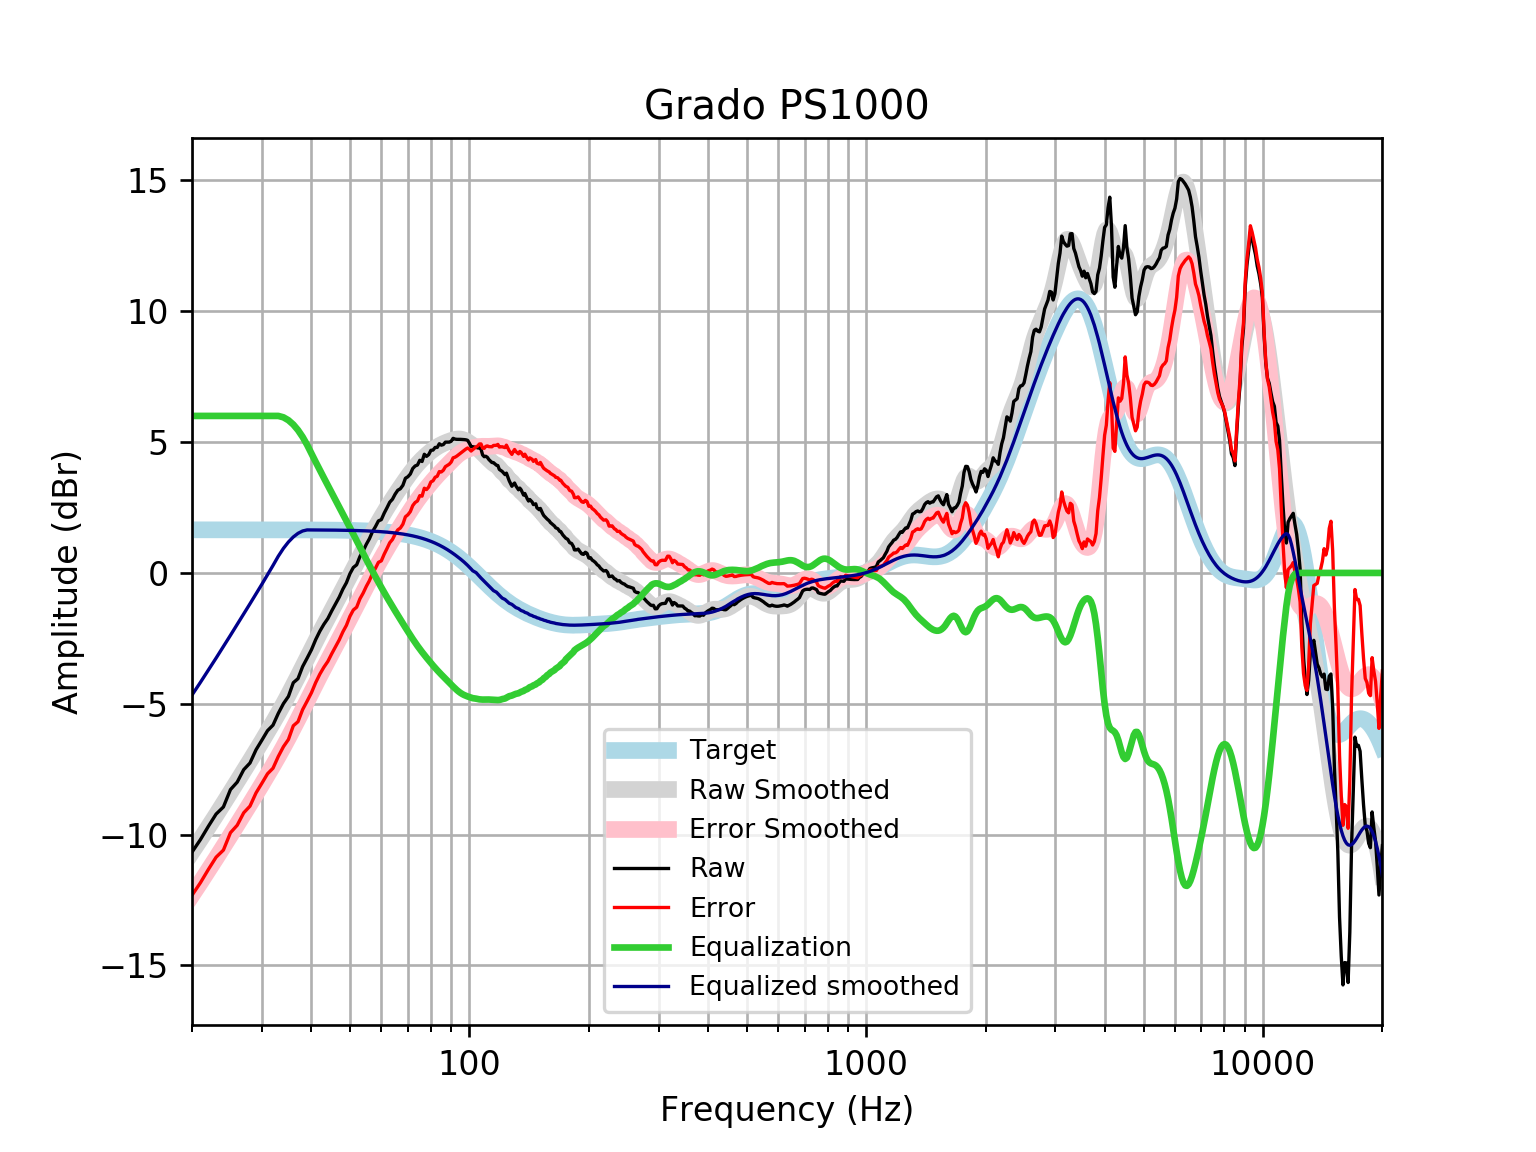 Grado PS1000
Amplitude (dBr)
15
10
5
0
−5
−10
−15
Target
Raw Smoothed
Error Smoothed
Raw
Error
Equalization
Equalized smoothed
100
1000
10000
Frequency (Hz)